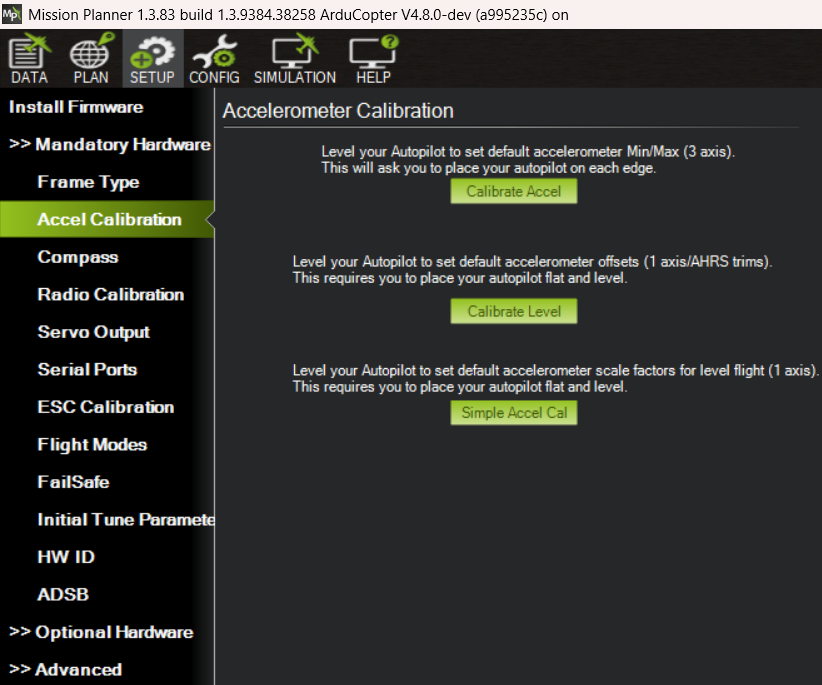 Mp Mission Planner 1.3.83 build 1.3.9384.38258 ArduCopter V4.8.0-dev (a995235c) on
DATA PLAN SETUP CONFIG SIMULATION HELP
Install Firmware
>> Mandatory Hardware
Frame Type
Accel Calibration
Compass
Radio Calibration
Servo Output
Serial Ports
ESC Calibration
Flight Modes
FailSafe
Initial Tune Paramete
HW ID
ADSB
>> Optional Hardware
>> Advanced
Accelerometer Calibration
Level your Autopilot to set default accelerometer Min/Max (3 axis).
This will ask you to place your autopilot on each edge.
Calibrate Accel
Level your Autopilot to set default accelerometer offsets (1 axis/AHRS trims).
This requires you to place your autopilot flat and level.
Calibrate Level
Level your Autopilot to set default accelerometer scale factors for level flight (1 axis).
This requires you to place your autopilot flat and level.
Simple Accel Cal